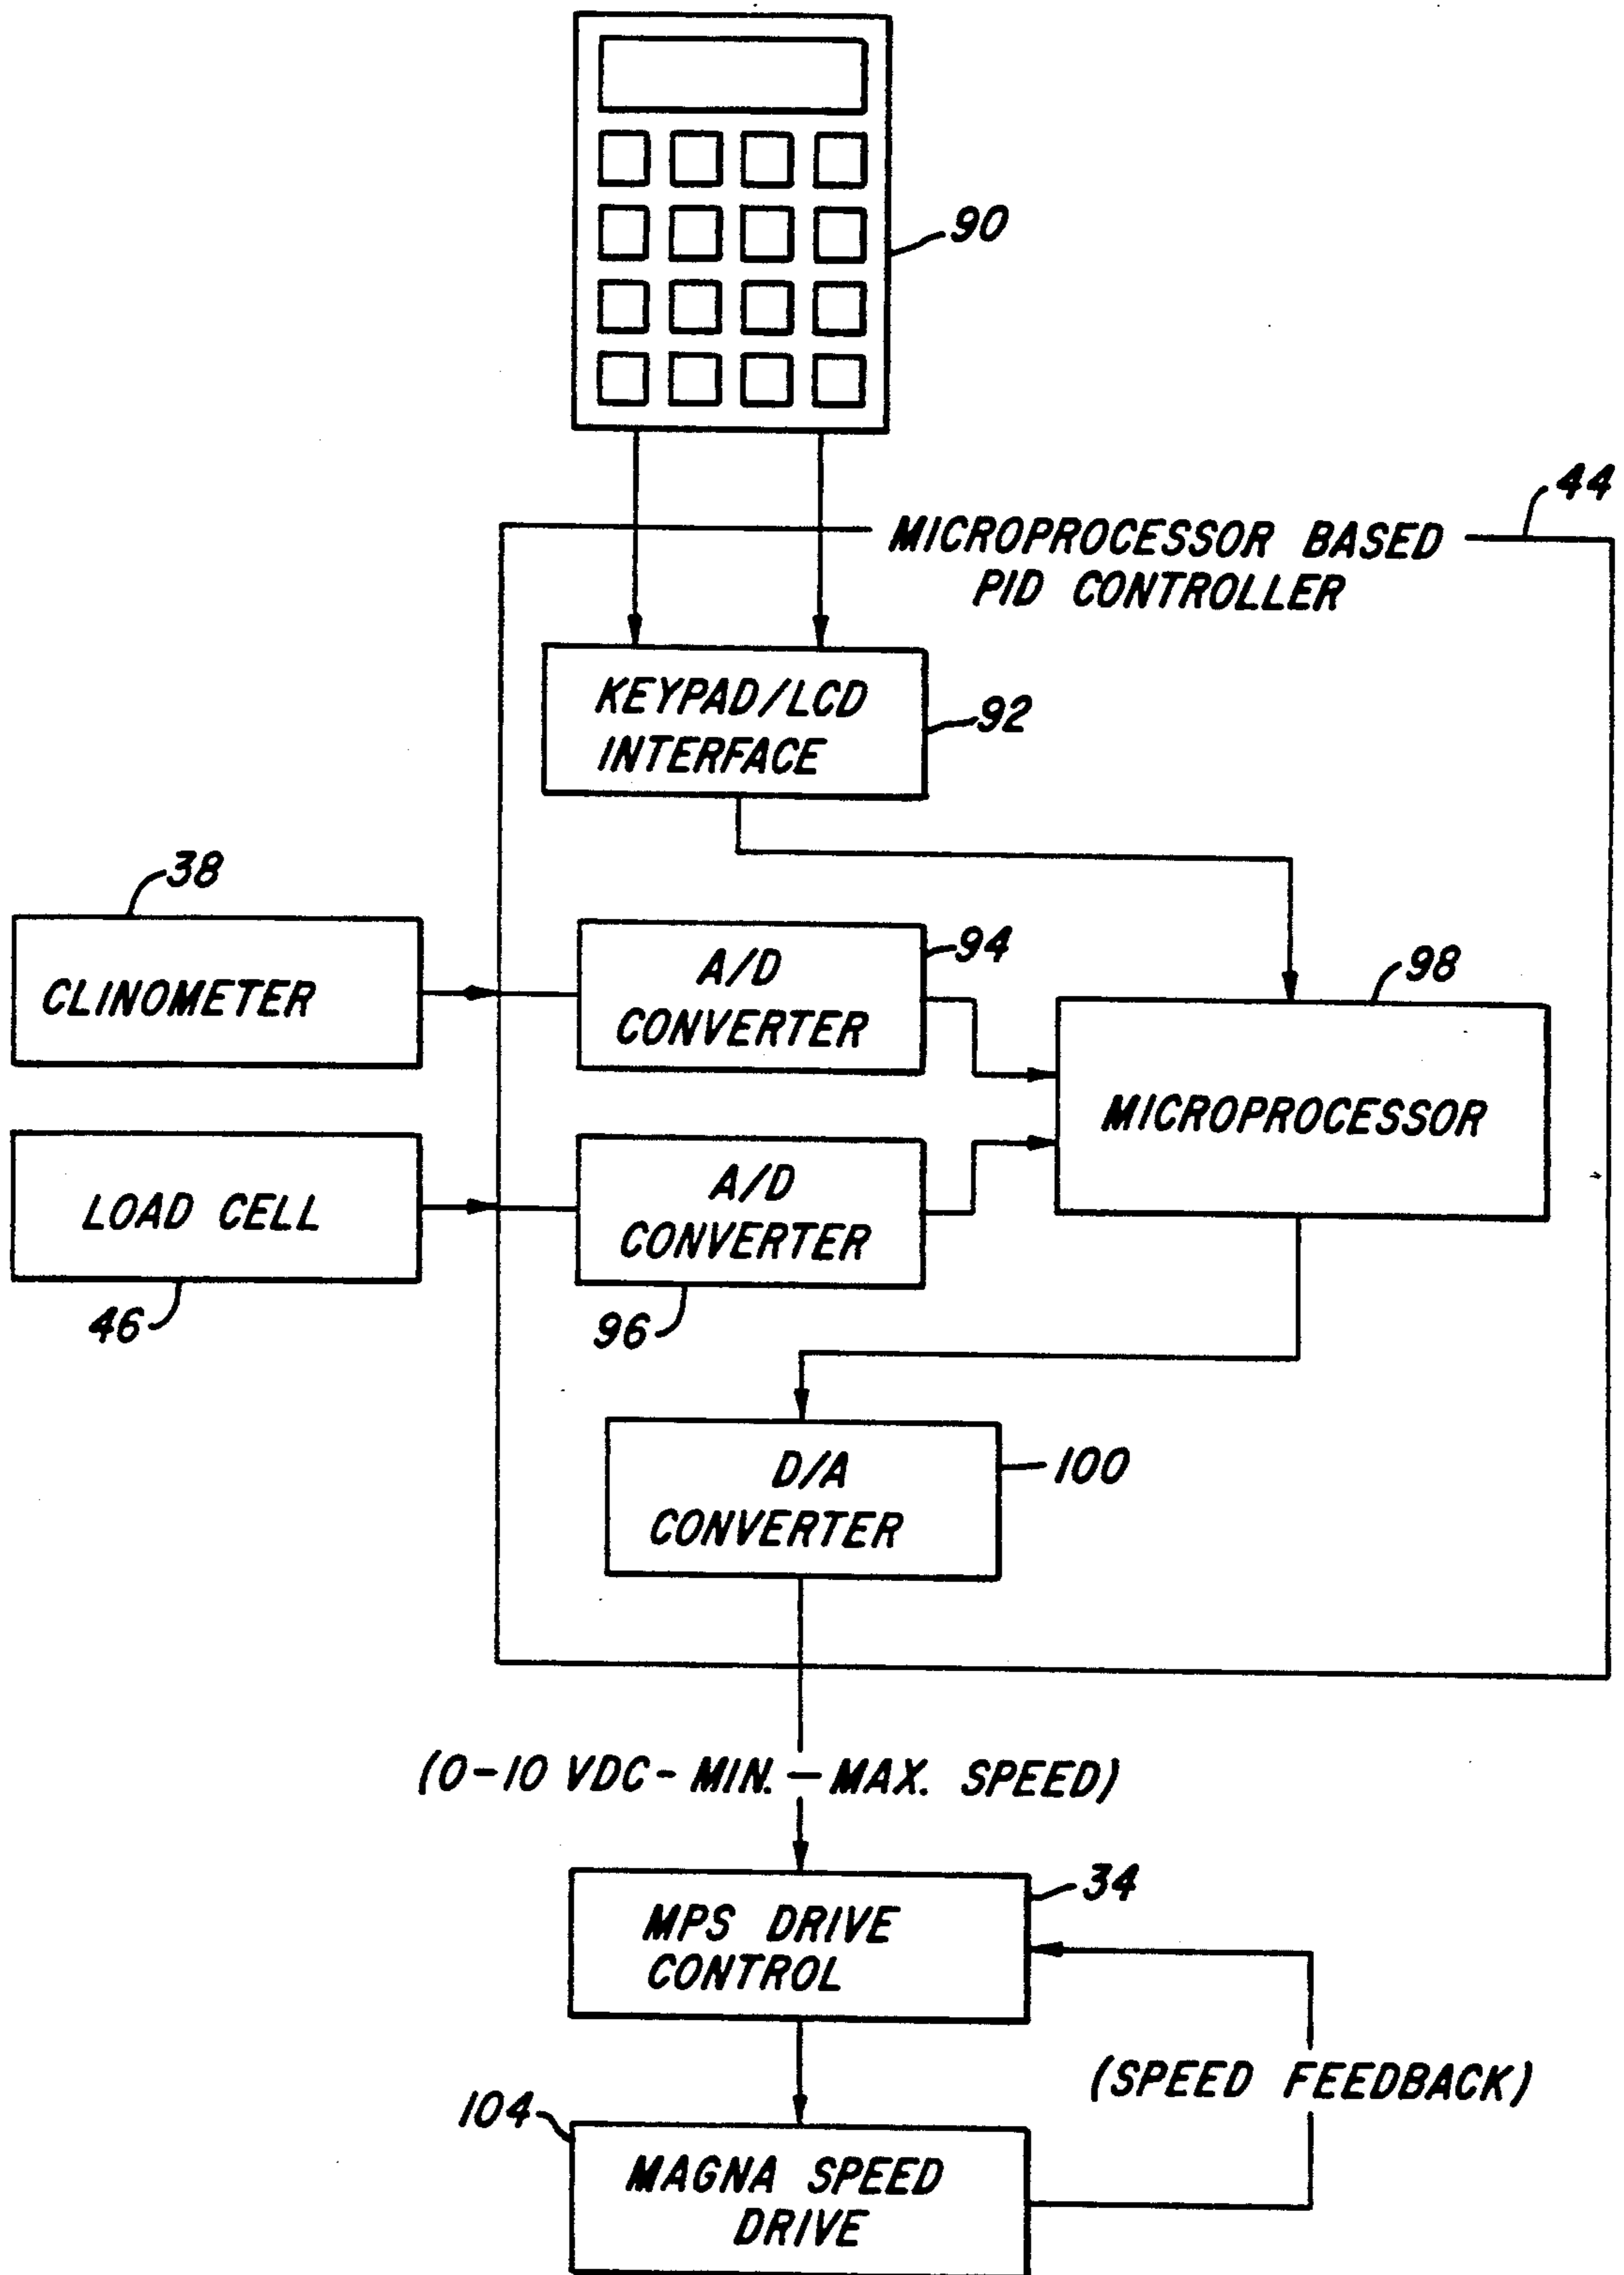 90
44
MICROPROCESSOR BASED
PID CONTROLLER
KEYPAD/LCD
INTERFACE
92
38
CLINOMETER
A/D
CONVERTER
94
98
MICROPROCESSOR
LOAD CELL
46
A/D
CONVERTER
96
D/A
CONVERTER
100
(0-10 VDC- MIN. - MAX. SPEED)
34
MPS DRIVE
CONTROL
(SPEED FEEDBACK)
104
MAGNA SPEED
DRIVE